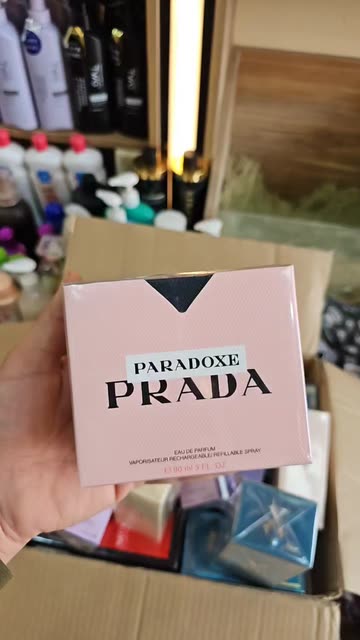 PARADOXE
PRADA
EAU DE PARFUM
VAPORISATEUR RECHARGEABLE/ REFILLABLE SPRAY